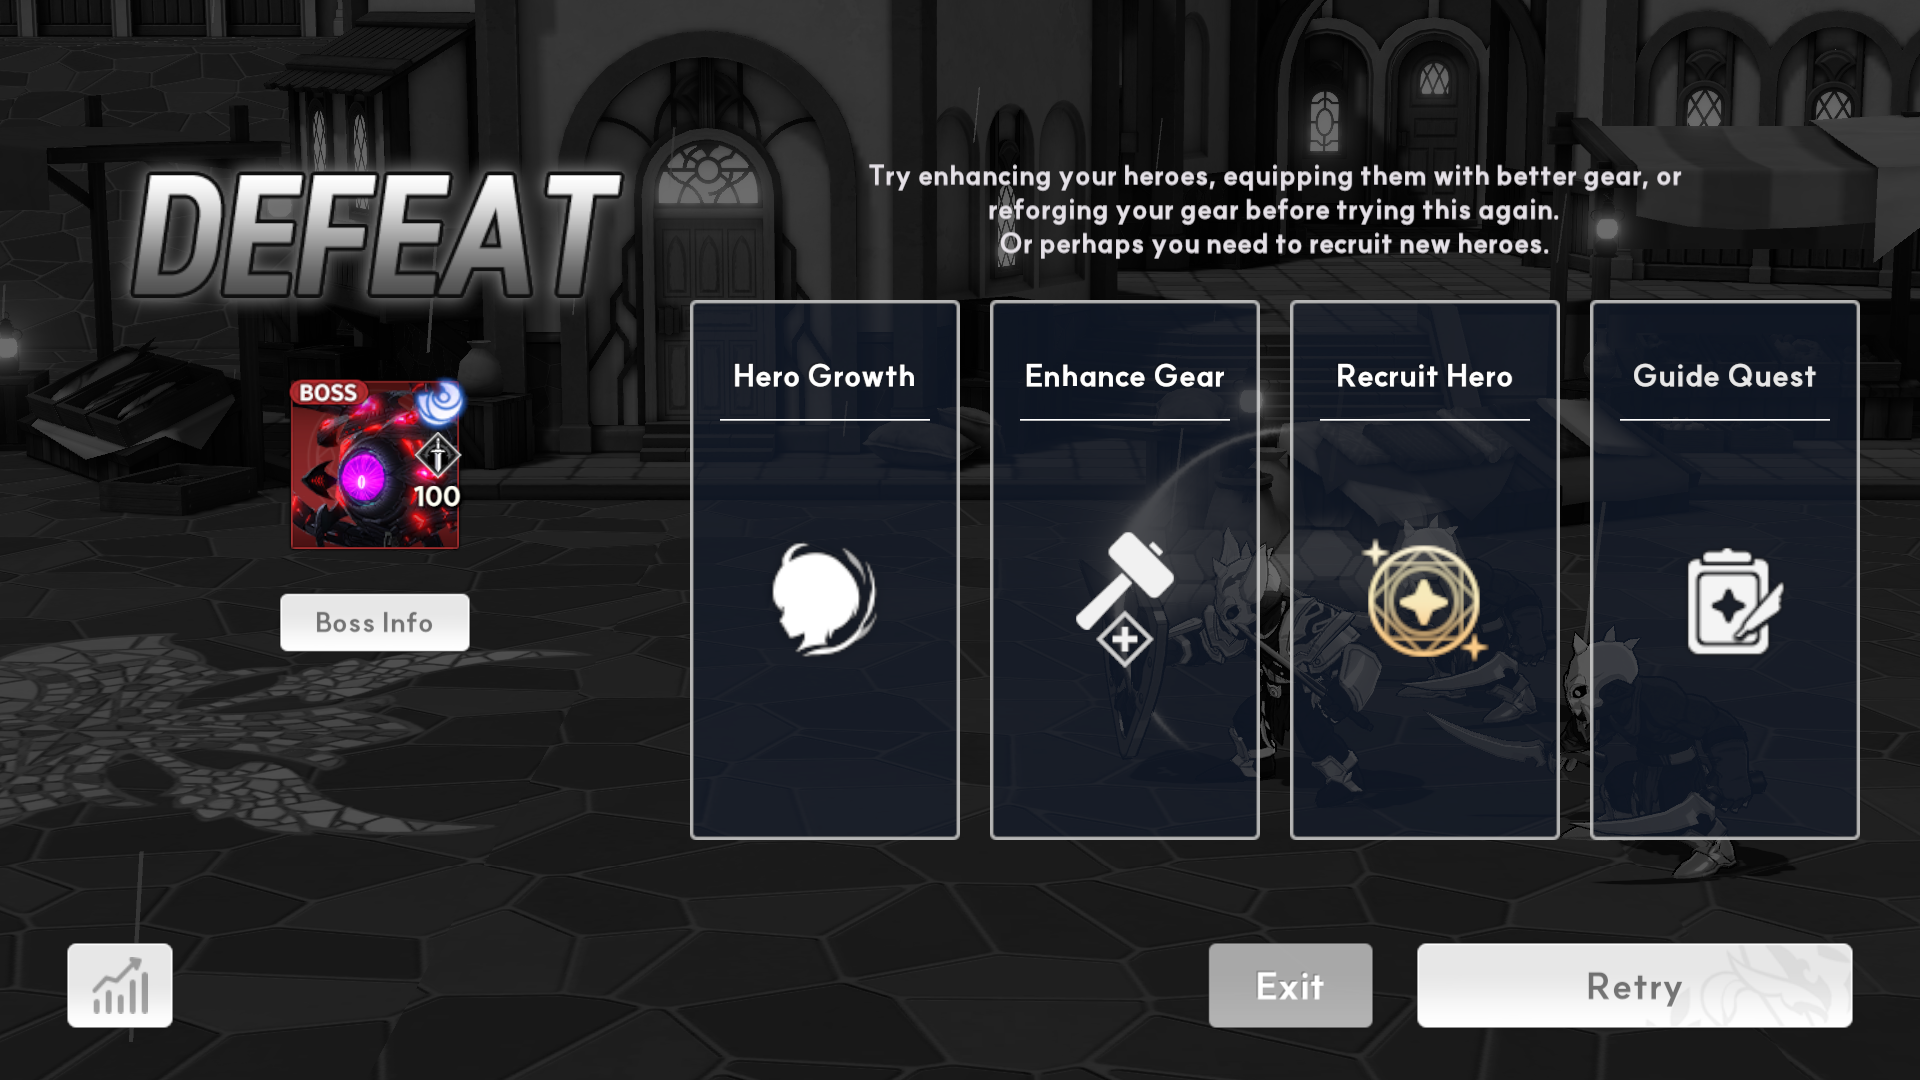 DEFEAT
Try enhancing your heroes, equipping them with better gear, or
reforging your gear before trying this again.
Or perhaps you need to recruit new heroes.
BOSS
100
Boss Info
Hero Growth
Enhance Gear
Recruit Hero
Guide Quest
Exit
Retry